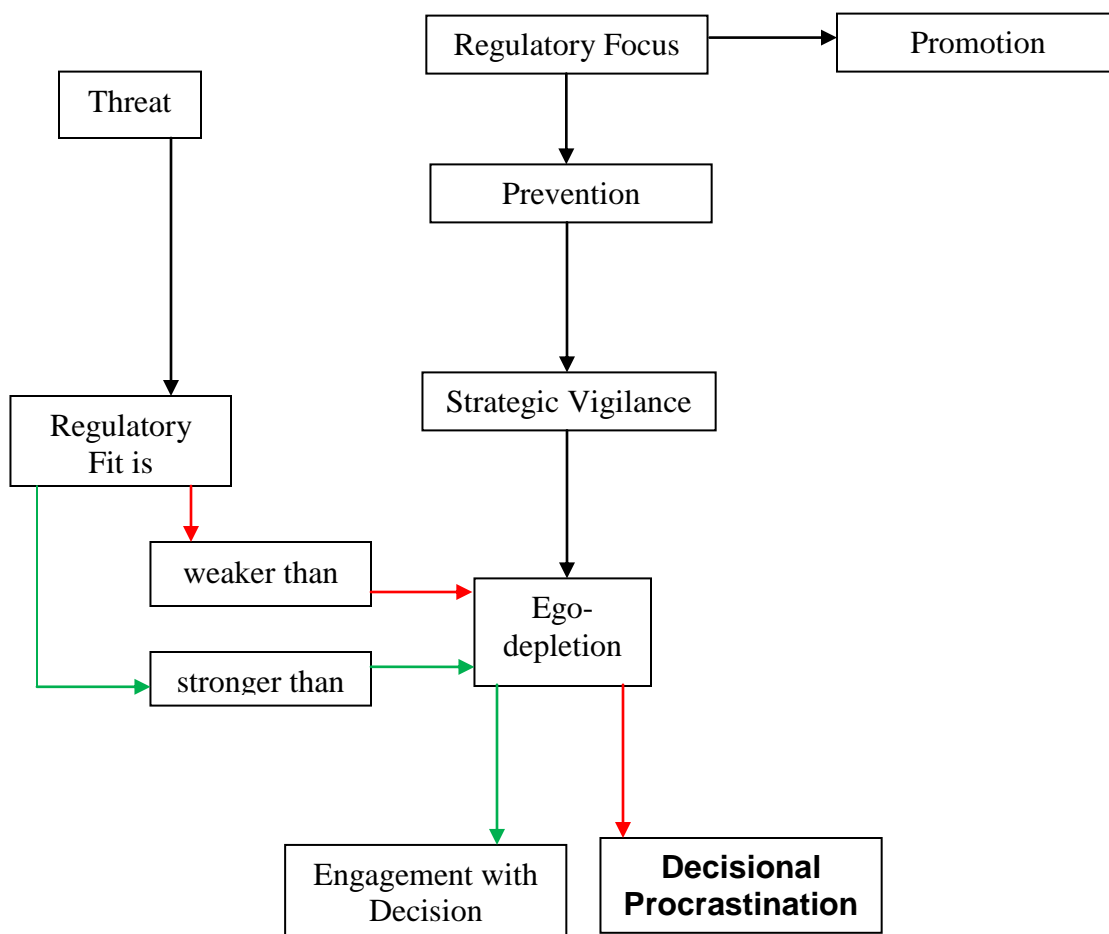 Regulatory Focus
Promotion
Threat
Prevention
Strategic Vigilance
Regulatory
Fit is
weaker than
Ego-
depletion
stronger than
Engagement with
Decision
Decisional
Procrastination